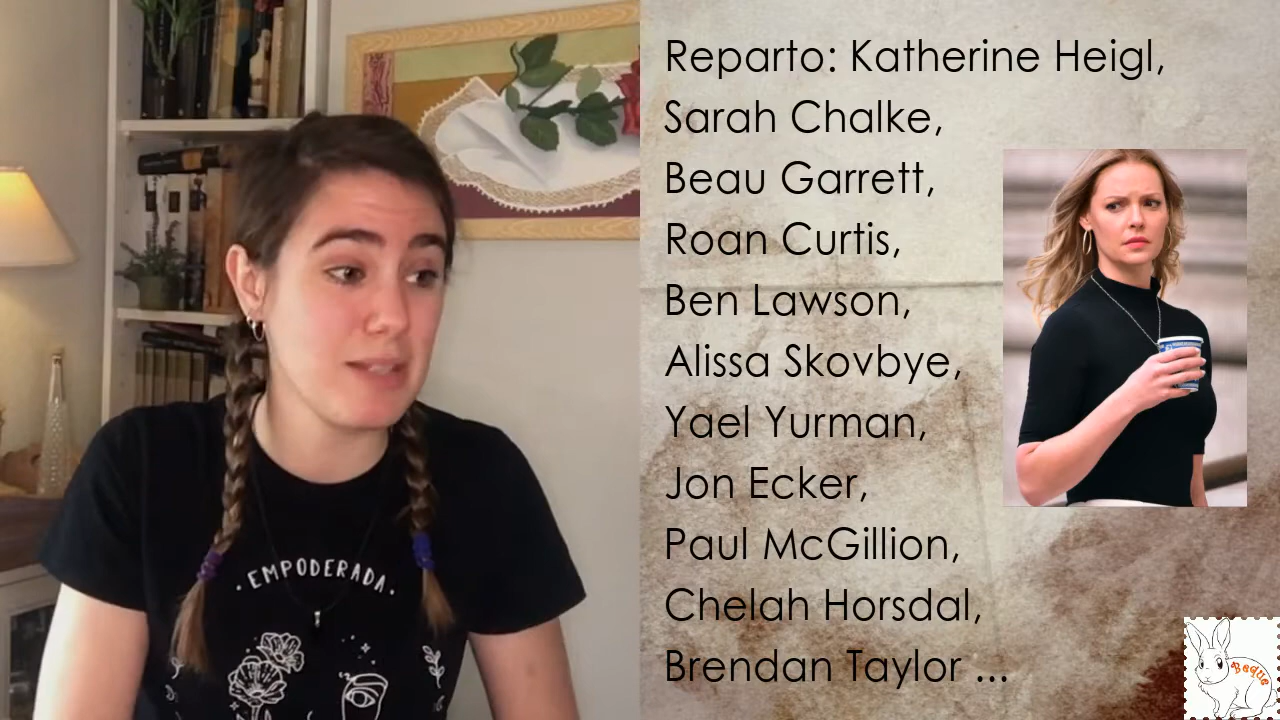 Reparto: Katherine Heigl,
Sarah Chalke,
Beau Garrett,
Roan Curtis,
Ben Lawson,
Alissa Skovbye,
Yael Yurman,
Jon Ecker,
Paul McGillion,
Chelah Horsdal,
Brendan Taylor ...
· EMPODERADA ·
Beque